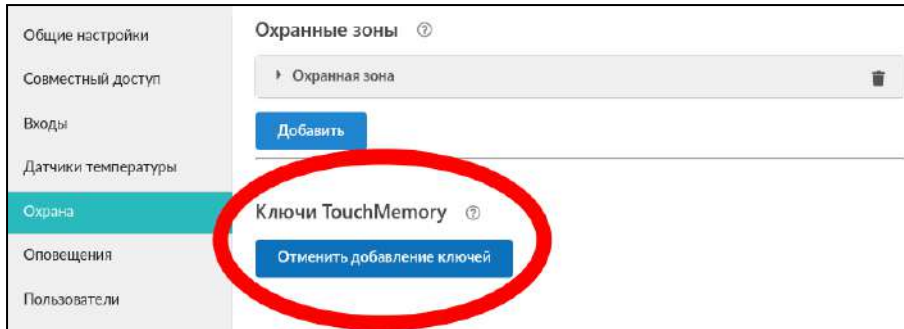 Общие настройки
Совместный доступ
Входы
Датчики температуры
Охрана
Оповещения
Пользователи
Охранные зоны
Охранная зона
Добавить
Ключи TouchMemory
Отменить добавление ключей